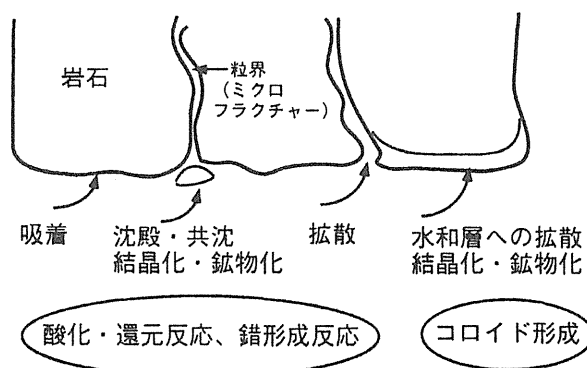 岩石
粒界
(ミクロ
フラクチャー)
吸着
沈殿・共沈
結晶化・鉱物化
拡散
水和層への拡散
結晶化・鉱物化
酸化・還元反応、錯形成反応
コロイド形成